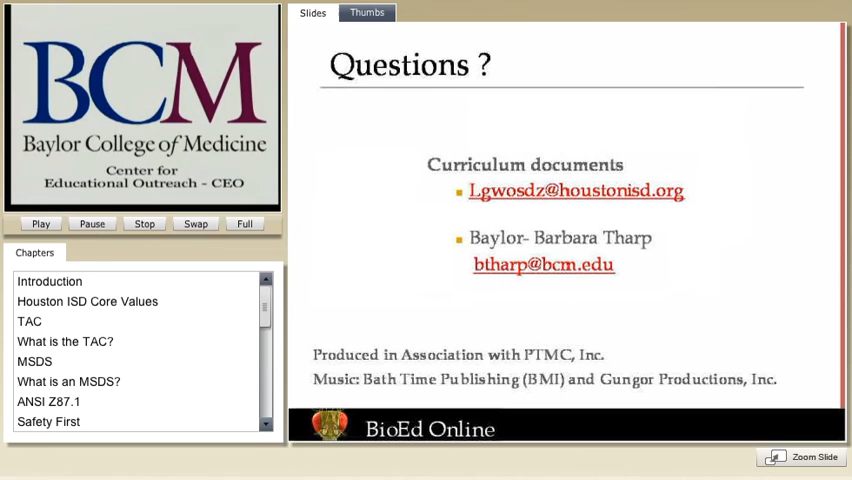 BCM
Baylor College of Medicine
Center for
Educational Outreach - CEO
Play Pause Stop Swap Full
Chapters
Introduction
Houston ISD Core Values
TAC
What is the TAC?
MSDS
What is an MSDS?
ANSI Z87.1
Safety First
Slides Thumbs
Questions ?
Curriculum documents
Lgwosdz@houstonisd.org
Baylor- Barbara Tharp
btharp@bcm.edu
Produced in Association with PTMC, Inc.
Music: Bath Time Publishing (BMI) and Gungor Productions, Inc.
BioEd Online
Zoom Slide